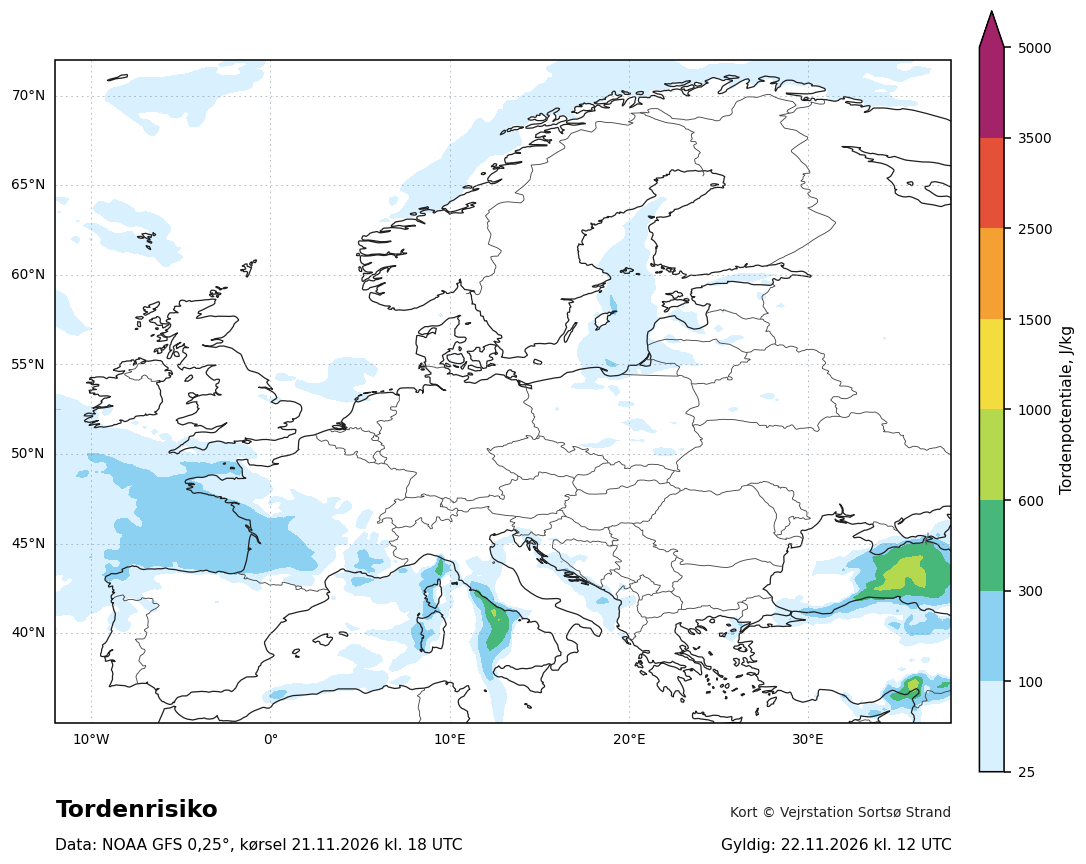 70°N
65°N
60°N
55°N
50°N
45°N
40°N
10°W
0°
10°E
20°E
30°E
5000
3500
2500
1500
1000
600
300
100
25
Tordenpotentiale, J/kg
Tordenrisiko
Kort © Vejrstation Sortsø Strand
Data: NOAA GFS 0,25°, kørsel 21.11.2026 kl. 18 UTC
Gyldig: 22.11.2026 kl. 12 UTC